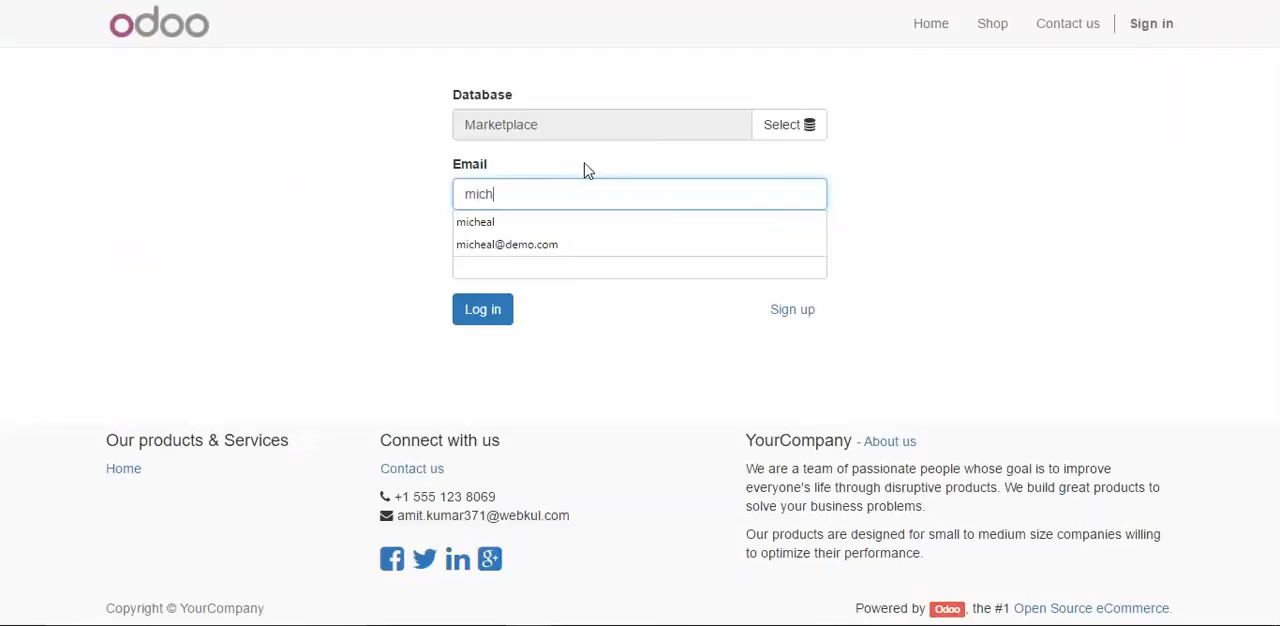 odoo
Home Shop Contact us Sign in
Database
Marketplace Select
Email
mich
micheal
micheal@demo.com
Log in Sign up
Our products & Services
Home
Connect with us
Contact us
+1 555 123 8069
amit.kumar371@webkul.com
YourCompany - About us
We are a team of passionate people whose goal is to improve
everyone's life through disruptive products. We build great products to
solve your business problems.
Our products are designed for small to medium size companies willing
to optimize their performance.
Copyright © YourCompany
Powered by Odoo, the #1 Open Source eCommerce.